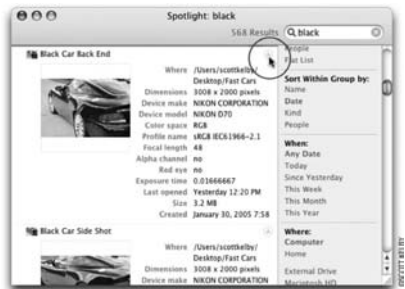 Spotlight: black
568 Results
black
Black Car Back End
Where /Users/scottkelby/
Desktop/Fast Cars
Dimensions 3008 x 2000 pixels
Device make NIKON CORPORATION
Device model NIKON D70
Color space RGB
Profile name sRGB IEC61966-2.1
Focal length 48
Alpha channel no
Red eye no
Exposure time 0.01666667
Last opened Yesterday 12:20 PM
Size 3.2 MB
Created January 30, 2005 7:58
Black Car Side Shot
Where /Users/scottkelby/
Desktop/Fast Cars
Dimensions 3008 x 2000 pixels
Device make NIKON CORPORATION
People
Flat List
Sort Within Group by:
Name
Date
Kind
People
When:
Any Date
Today
Since Yesterday
This Week
This Month
This Year
Where:
Computer
Home
External Drive
Macintosh HD
©SCOTT KELBY